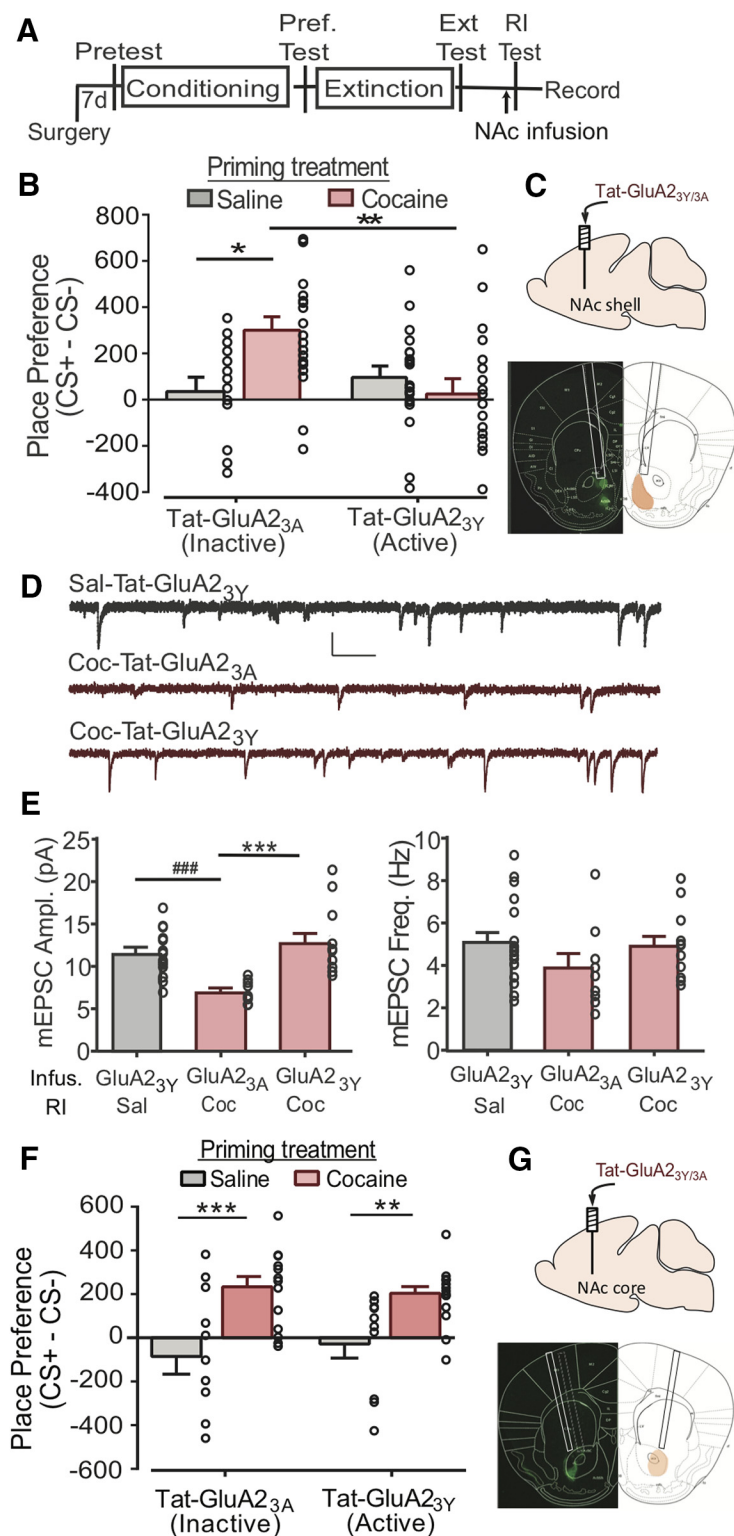 A
Pretest
Pref.
Test
Ext
Test
RI
Test
7d
Conditioning
Extinction
Record
Surgery
NAc infusion
B
Priming treatment
Saline
Cocaine
Place Preference
(CS+ - CS-)
800
600
400
200
0
-200
-400
*
**
Tat-GluA23A
(Inactive)
Tat-GluA23Y
(Active)
C
Tat-GluA23Y/3A
NAc shell
D
Sal-Tat-GluA23Y
Coc-Tat-GluA23A
Coc-Tat-GluA23Y
E
mEPSC Ampl. (pA)
25
20
15
10
5
0
###
***
Infus.
GluA23Y
GluA23A
GluA23Y
RI
Sal
Coc
Coc
mEPSC Freq. (Hz)
10
8
6
4
2
0
GluA23Y
GluA23A
GluA23Y
Sal
Coc
Coc
F
Priming treatment
Saline
Cocaine
Place Preference
(CS+ - CS-)
600
400
200
0
-200
-400
-600
***
**
Tat-GluA23A
(Inactive)
Tat-GluA23Y
(Active)
G
Tat-GluA23Y/3A
NAc core